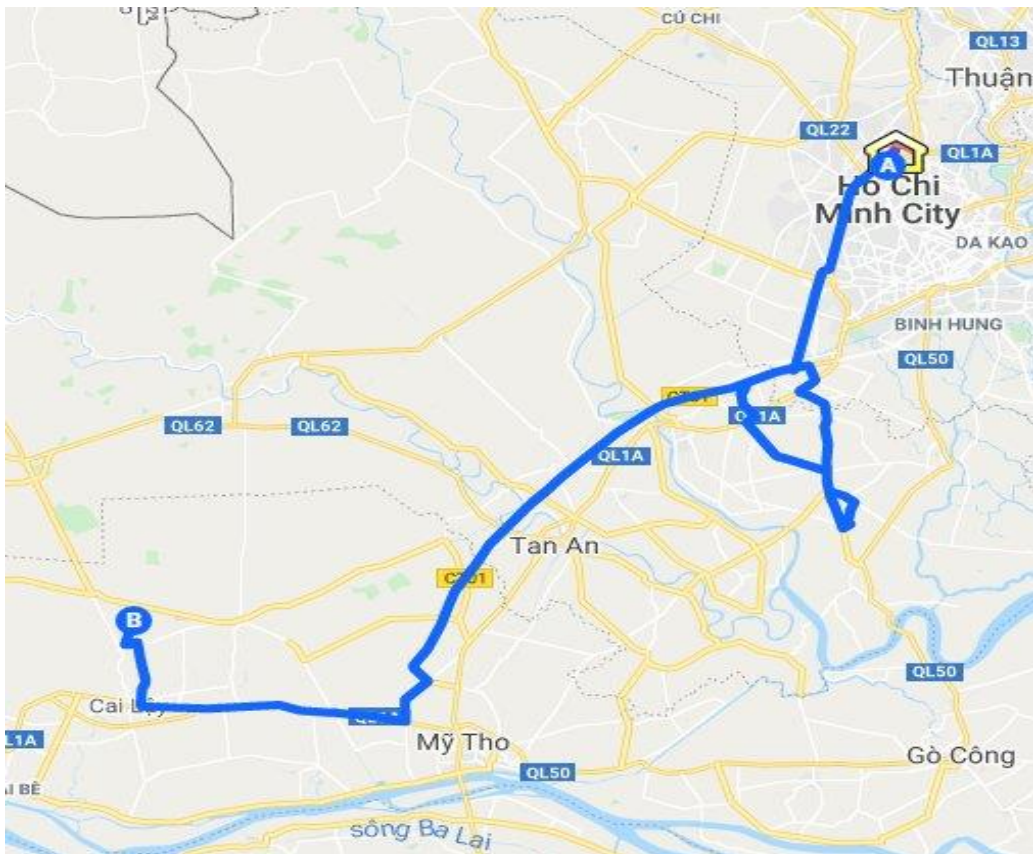 CỦ CHI
QL13
Thuận
QL22
QL1A
A
Ho Chi
Minh City
DA KAO
BINH HUNG
QL50
CT01
QL1A
QL62
QL62
QL1A
Tan An
CT01
B
QL50
Cai Lậy
QL1A
Mỹ Tho
Gò Công
QL50
sông Ba Lai